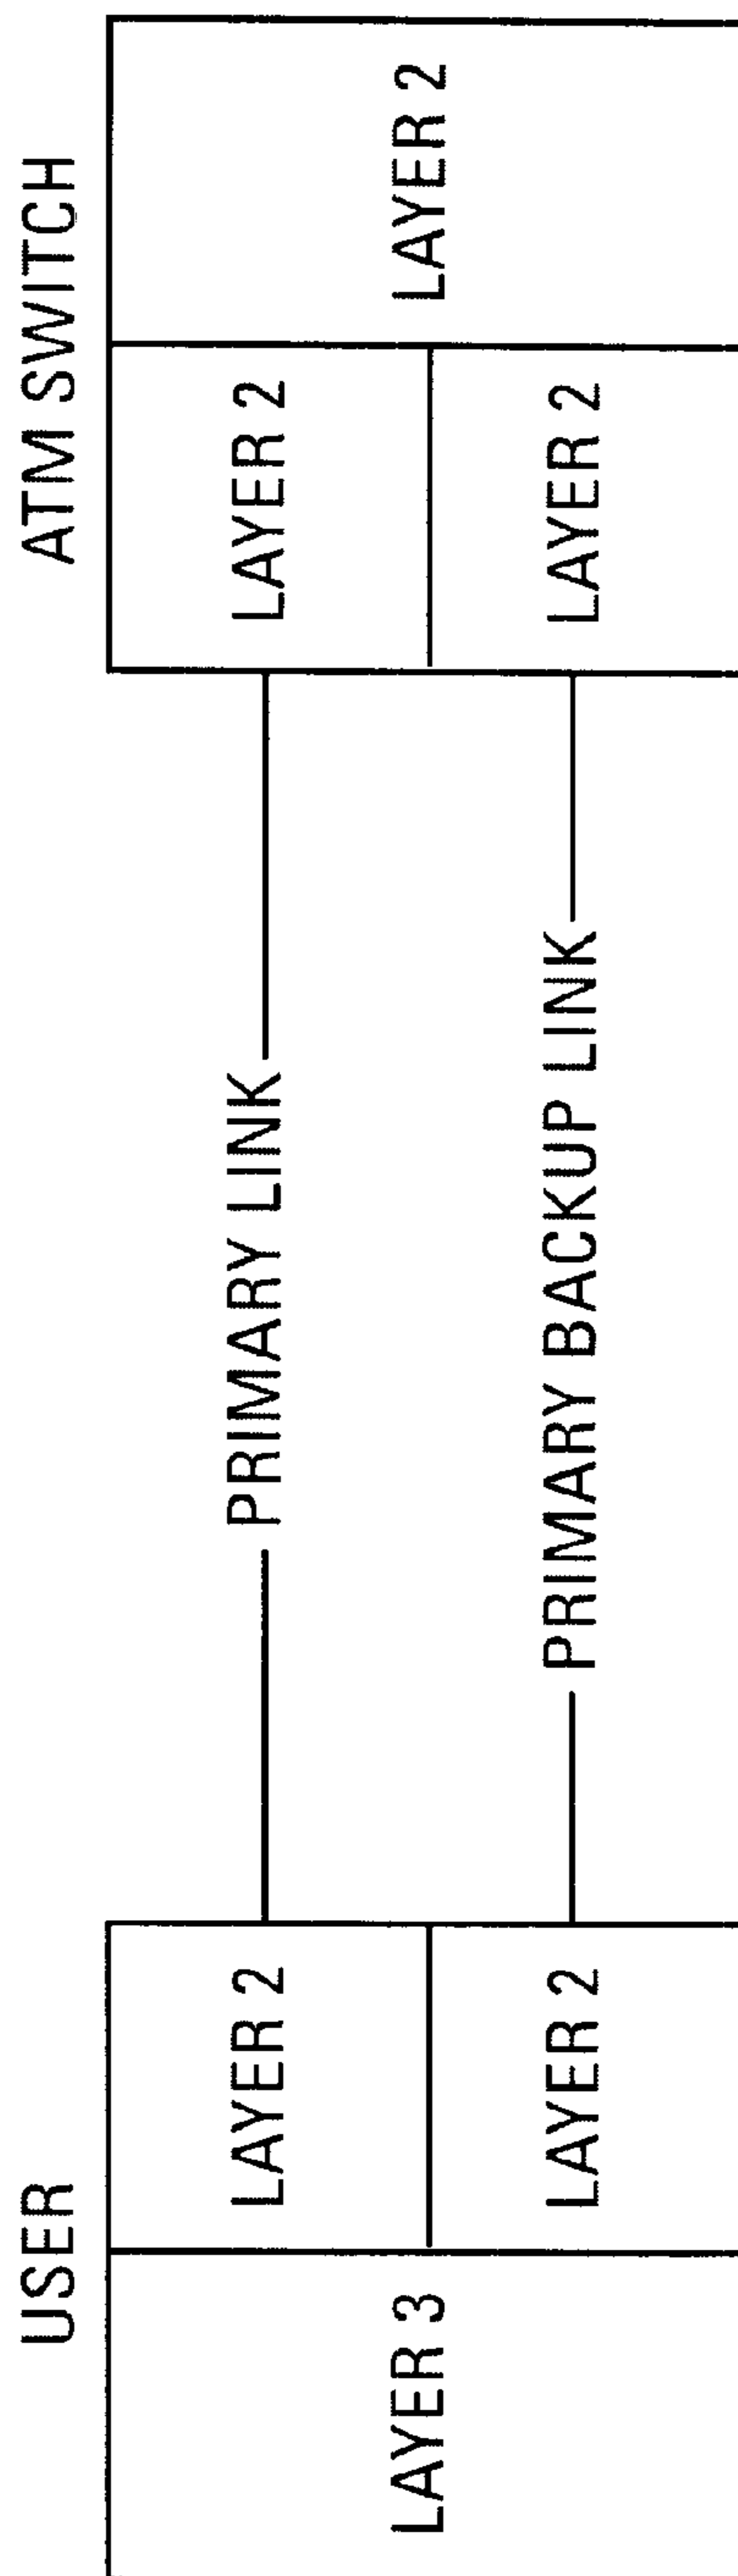 USER
ATM SWITCH
LAYER 3
LAYER 2
PRIMARY LINK
LAYER 2
LAYER 2
LAYER 2
PRIMARY BACKUP LINK
LAYER 2